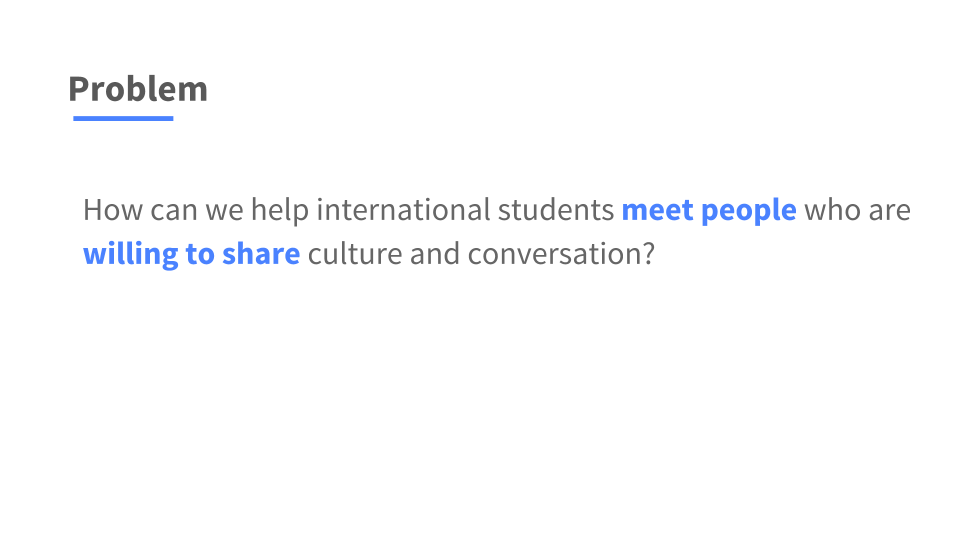 Problem
How can we help international students meet people who are
willing to share culture and conversation?